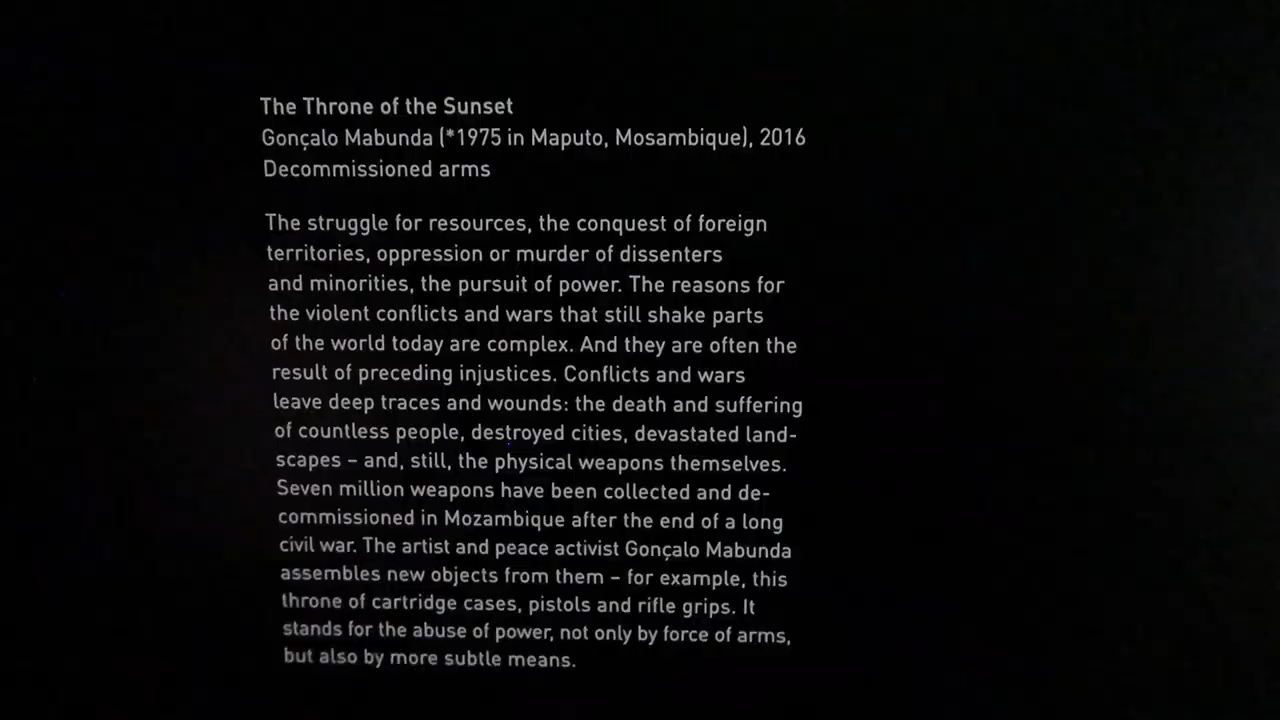 The Throne of the Sunset
Gonçalo Mabunda (*1975 in Maputo, Mosambique), 2016
Decommissioned arms
The struggle for resources, the conquest of foreign
territories, oppression or murder of dissenters
and minorities, the pursuit of power. The reasons for
the violent conflicts and wars that still shake parts
of the world today are complex. And they are often the
result of preceding injustices. Conflicts and wars
leave deep traces and wounds: the death and suffering
of countless people, destroyed cities, devastated land-
scapes – and, still, the physical weapons themselves.
Seven million weapons have been collected and de-
commissioned in Mozambique after the end of a long
civil war. The artist and peace activist Gonçalo Mabunda
assembles new objects from them – for example, this
throne of cartridge cases, pistols and rifle grips. It
stands for the abuse of power, not only by force of arms,
but also by more subtle means.